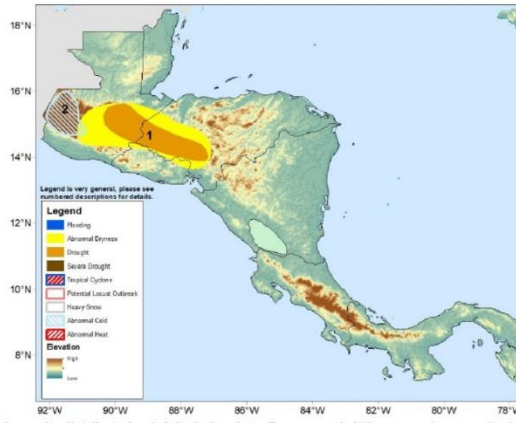 18°N
16°N
14°N
12°N
10°N
8°N
2
1
Legend is very general, please see
numbered descriptions for details.
Legend
Flooding
Abnormal Dryness
Drought
Severe Drought
Tropical Cyclone
Potential Locust Outbreak
Heavy Snow
Abnormal Cold
Abnormal Heat
Elevation
High
Low
92°W
90°W
88°W
86°W
84°W
82°W
80°W
78°W